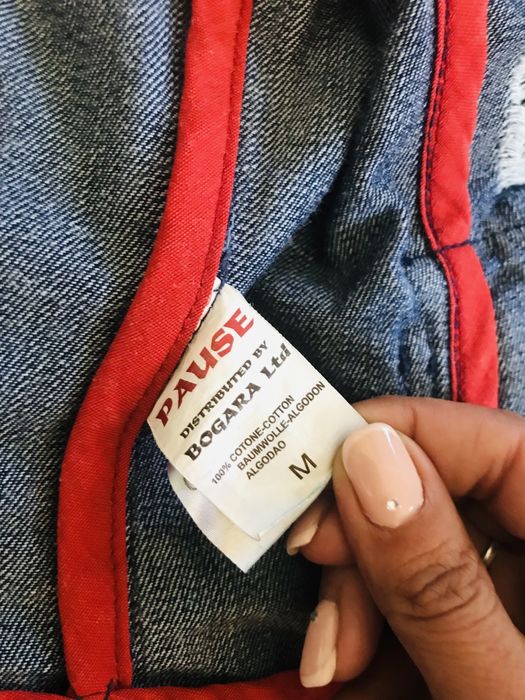 PAUSE
DISTRIBUTED BY
BOGARA Ltd
100% COTONE-COTTON
BAUMWOLLE-ALGODON
ALGODAO
M